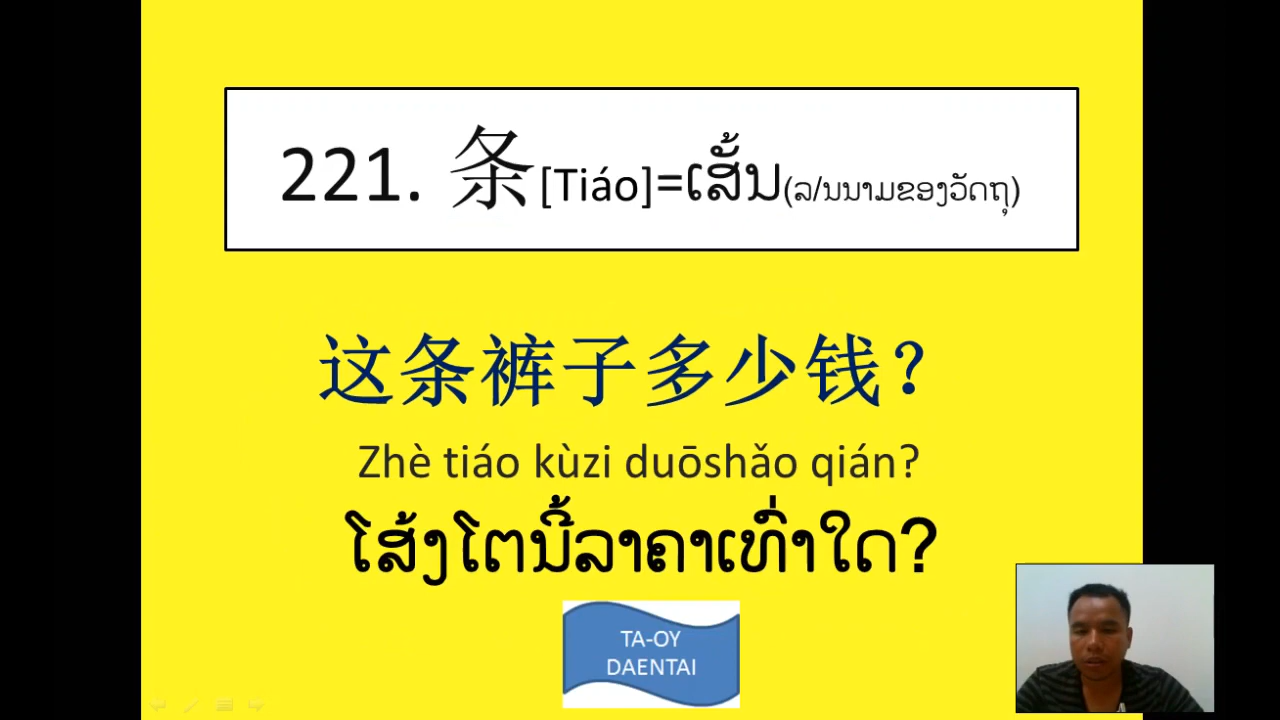 221. 条[Tiáo]=ເສັ້ນ(ລ/ນນາມຂອງວັດຖຸ)
这条裤子多少钱？
Zhè tiáo kùzi duōshǎo qián?
ໂສ້ງໂຕນີ້ລາຄາເທົ່າໃດ?
TA-OY
DAENTAI